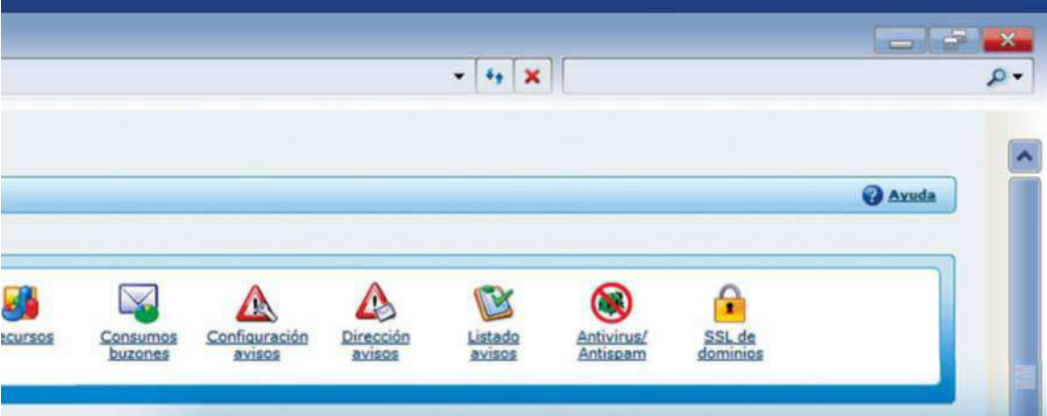 Ayuda
ecursos
Consumos
buzones
Configuración
avisos
Dirección
avisos
Listado
avisos
Antivirus/
Antispam
SSL de
dominios